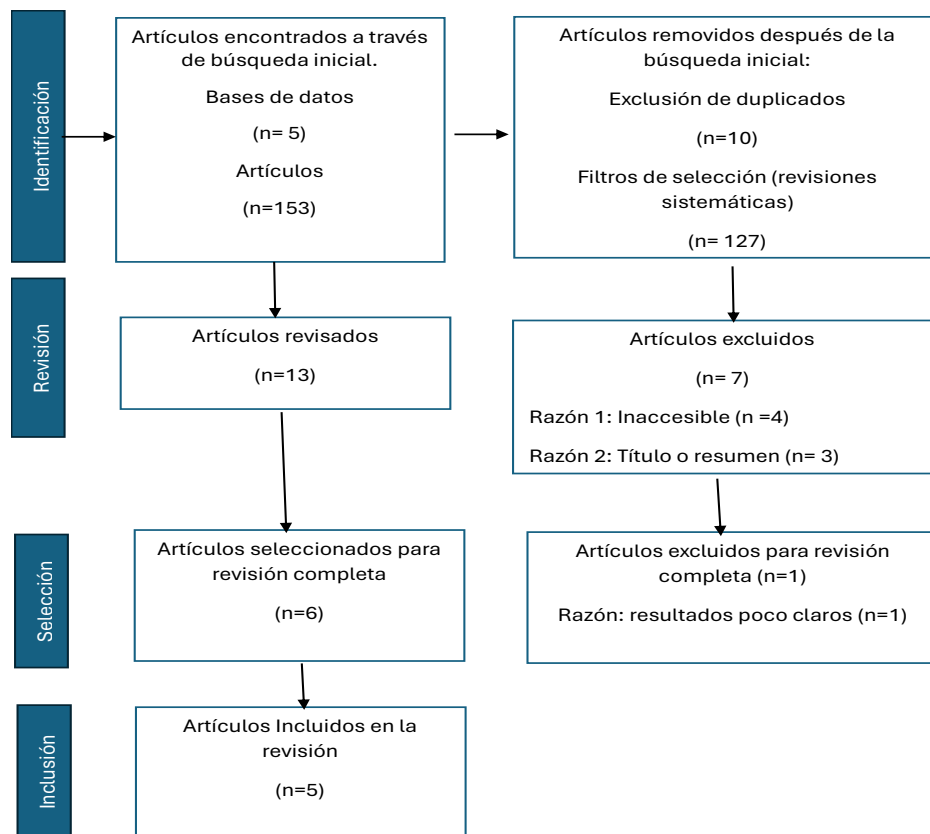 Identificación
Artículos encontrados a través
de búsqueda inicial.
Bases de datos
(n= 5)
Artículos
(n=153)
Artículos removidos después de la
búsqueda inicial:
Exclusión de duplicados
(n=10)
Filtros de selección (revisiones
sistemáticas)
(n= 127)
Revisión
Artículos revisados
(n=13)
Artículos excluidos
(n= 7)
Razón 1: Inaccesible (n =4)
Razón 2: Título o resumen (n= 3)
Selección
Artículos seleccionados para
revisión completa
(n=6)
Artículos excluidos para revisión
completa (n=1)
Razón: resultados poco claros (n=1)
Inclusión
Artículos Incluidos en la
revisión
(n=5)